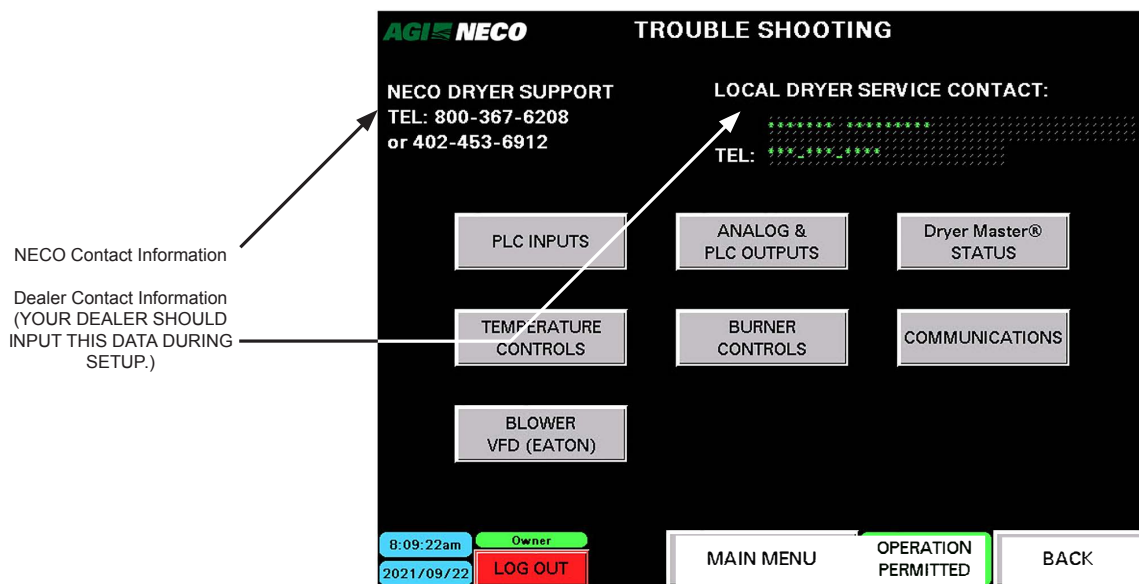 AGI NECO
TROUBLE SHOOTING
NECO DRYER SUPPORT
TEL: 800-367-6208
or 402-453-6912
LOCAL DRYER SERVICE CONTACT:
******* *********
TEL: ***-***-****
NECO Contact Information
Dealer Contact Information
(YOUR DEALER SHOULD
INPUT THIS DATA DURING
SETUP.)
PLC INPUTS
ANALOG &
PLC OUTPUTS
Dryer Master®
STATUS
TEMPERATURE
CONTROLS
BURNER
CONTROLS
COMMUNICATIONS
BLOWER
VFD (EATON)
8:09:22am
2021/09/22
Owner
LOG OUT
MAIN MENU
OPERATION
PERMITTED
BACK